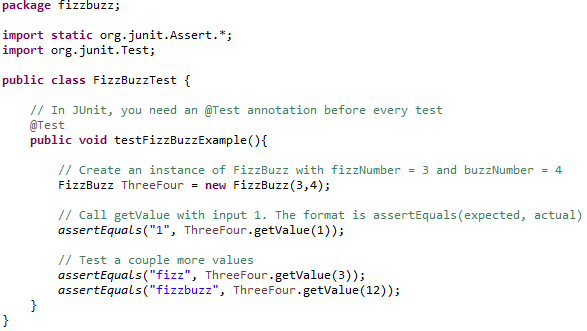 package fizzbuzz;
import static org.junit.Assert.*;
import org.junit.Test;
public class FizzBuzzTest {
// In JUnit, you need an @Test annotation before every test
@Test
public void testFizzBuzzExample(){
// Create an instance of FizzBuzz with fizzNumber = 3 and buzzNumber = 4
FizzBuzz ThreeFour = new FizzBuzz(3,4);
// Call getValue with input 1. The format is assertEquals(expected, actual)
assertEquals("1", ThreeFour.getValue(1));
// Test a couple more values
assertEquals("fizz", ThreeFour.getValue(3));
assertEquals("fizzbuzz", ThreeFour.getValue(12));
}
}